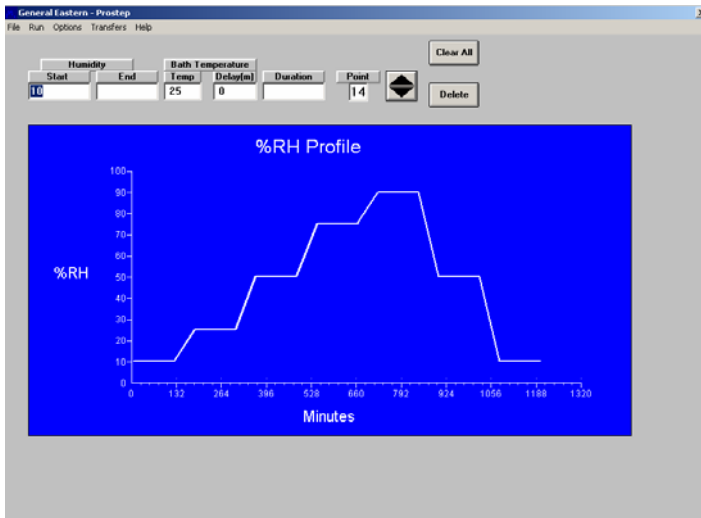 General Eastern - Prostep
File Run Options Transfers Help
Clear All
Humidity Bath Temperature
Start End Temp Delay(m) Duration Point
10 25 0 14
Delete
%RH Profile
100
90
80
70
60
%RH
50
40
30
20
10
0
0 132 264 396 528 660 792 924 1056 1188 1320
Minutes